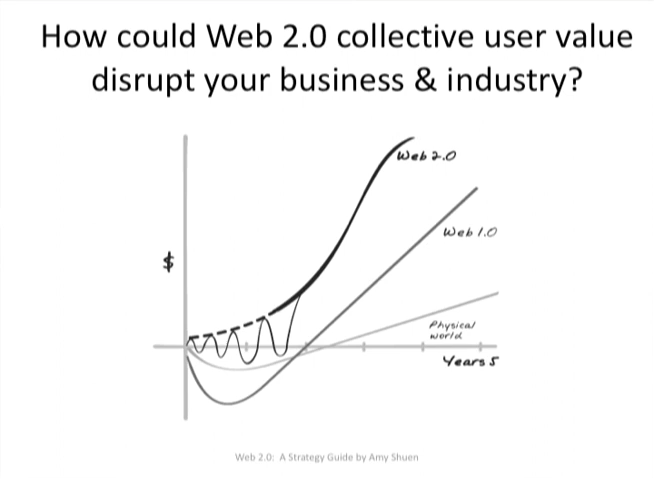 How could Web 2.0 collective user value
disrupt your business & industry?
Web 2.0
Web 1.0
$
Physical
world
Years 5
Web 2.0: A Strategy Guide by Amy Shuen